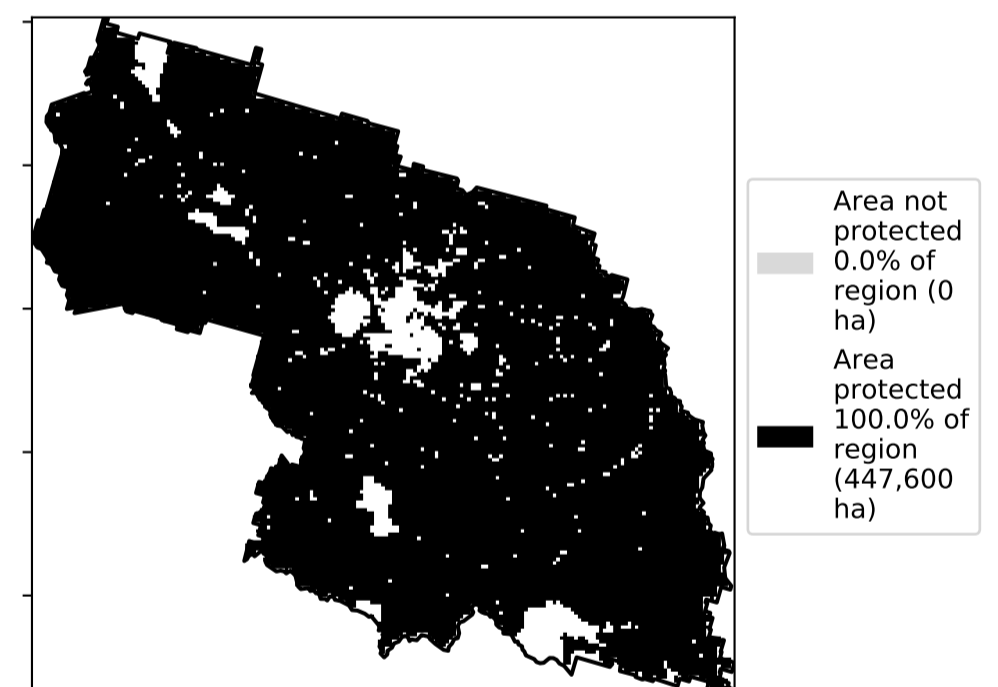 Area not
protected
0.0% of
region (0
ha)
Area
protected
100.0% of
region
(447,600
ha)